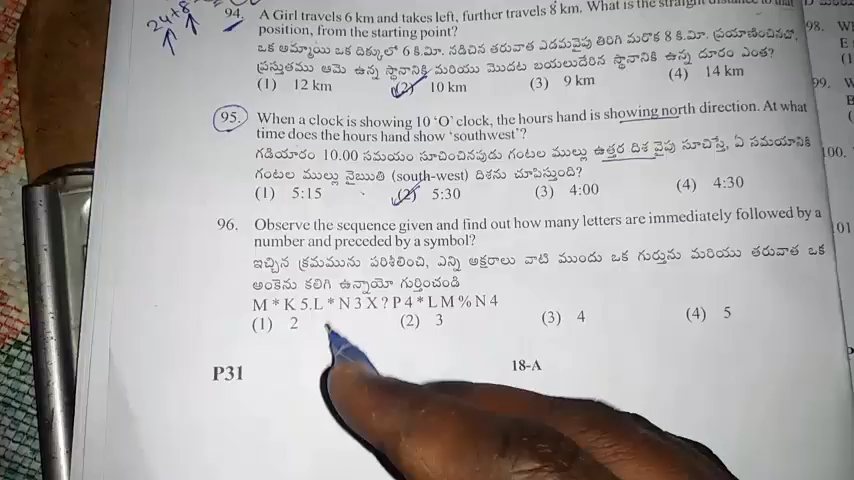 24+8
94. A Girl travels 6 km and takes left, further travels 8 km. What is the straight distance to that
position, from the starting point?
ఒక అమ్మాయి ఒక దిక్కులో 6 కి.మీ. నడిచిన తరువాత ఎడమవైపు తిరిగి మరొక 8 కి.మీ. ప్రయాణించినచో,
ప్రస్తుతము ఆమె ఉన్న స్థానానికి మరియు మొదట బయలుదేరిన స్థానానికి ఉన్న దూరం ఎంత?
(1) 12 km (2) 10 km (3) 9 km (4) 14 km
95. When a clock is showing 10 'O' clock, the hours hand is showing north direction. At what
time does the hours hand show 'southwest'?
గడియారం 10.00 సమయం సూచించినపుడు గంటల ముల్లు ఉత్తర దిశ వైపు సూచిస్తే, ఏ సమయానికి
గంటల ముల్లు నైఋతి (south-west) దిశను చూపిస్తుంది?
(1) 5:15 (2) 5:30 (3) 4:00 (4) 4:30
96. Observe the sequence given and find out how many letters are immediately followed by a
number and preceded by a symbol?
ఇచ్చిన క్రమమును పరిశీలించి, ఎన్ని అక్షరాలు వాటి ముందు ఒక గుర్తును మరియు తరువాత ఒక
అంకెను కలిగి ఉన్నాయో గుర్తించండి
M * K 5 . L * N 3 X ? P 4 * L M % N 4
(1) 2 (2) 3 (3) 4 (4) 5
P31 18-A
98.
99.
100.
101